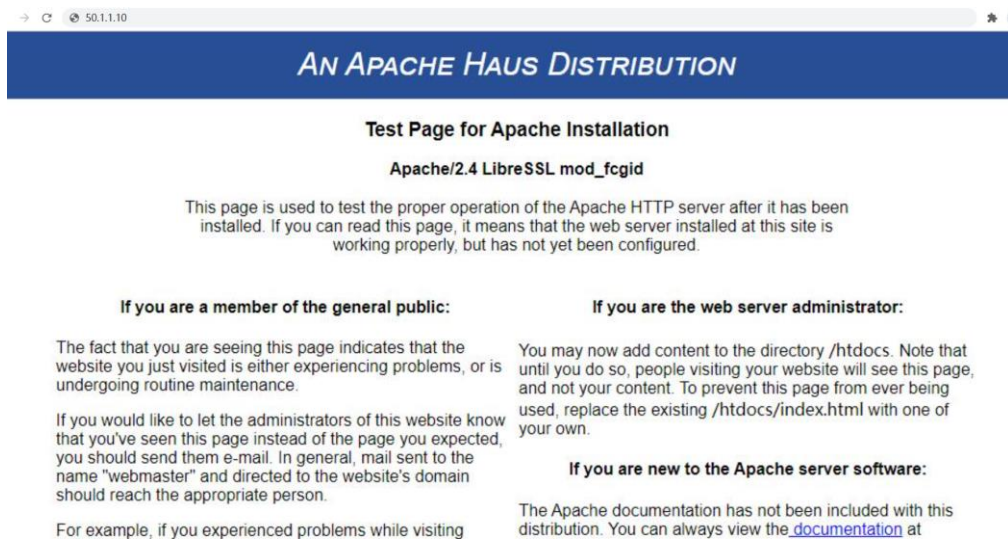 50.1.1.10
AN APACHE HAUS DISTRIBUTION
Test Page for Apache Installation
Apache/2.4 LibreSSL mod_fcgid
This page is used to test the proper operation of the Apache HTTP server after it has been
installed. If you can read this page, it means that the web server installed at this site is
working properly, but has not yet been configured.
If you are a member of the general public:
The fact that you are seeing this page indicates that the
website you just visited is either experiencing problems, or is
undergoing routine maintenance.
If you would like to let the administrators of this website know
that you've seen this page instead of the page you expected,
you should send them e-mail. In general, mail sent to the
name "webmaster" and directed to the website's domain
should reach the appropriate person.
For example, if you experienced problems while visiting
If you are the web server administrator:
You may now add content to the directory /htdocs. Note that
until you do so, people visiting your website will see this page,
and not your content. To prevent this page from ever being
used, replace the existing /htdocs/index.html with one of
your own.
If you are new to the Apache server software:
The Apache documentation has not been included with this
distribution. You can always view the documentation at